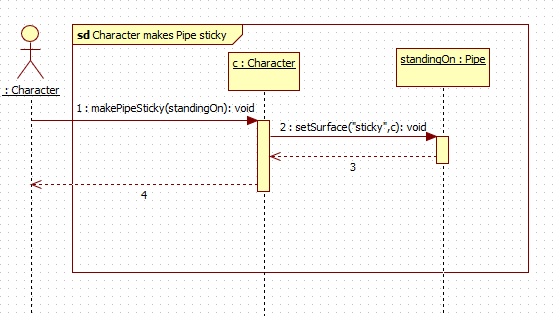 sd Character makes Pipe sticky
c : Character
standingOn : Pipe
: Character
1 : makePipeSticky(standingOn): void
2 : setSurface("sticky",c): void
3
4